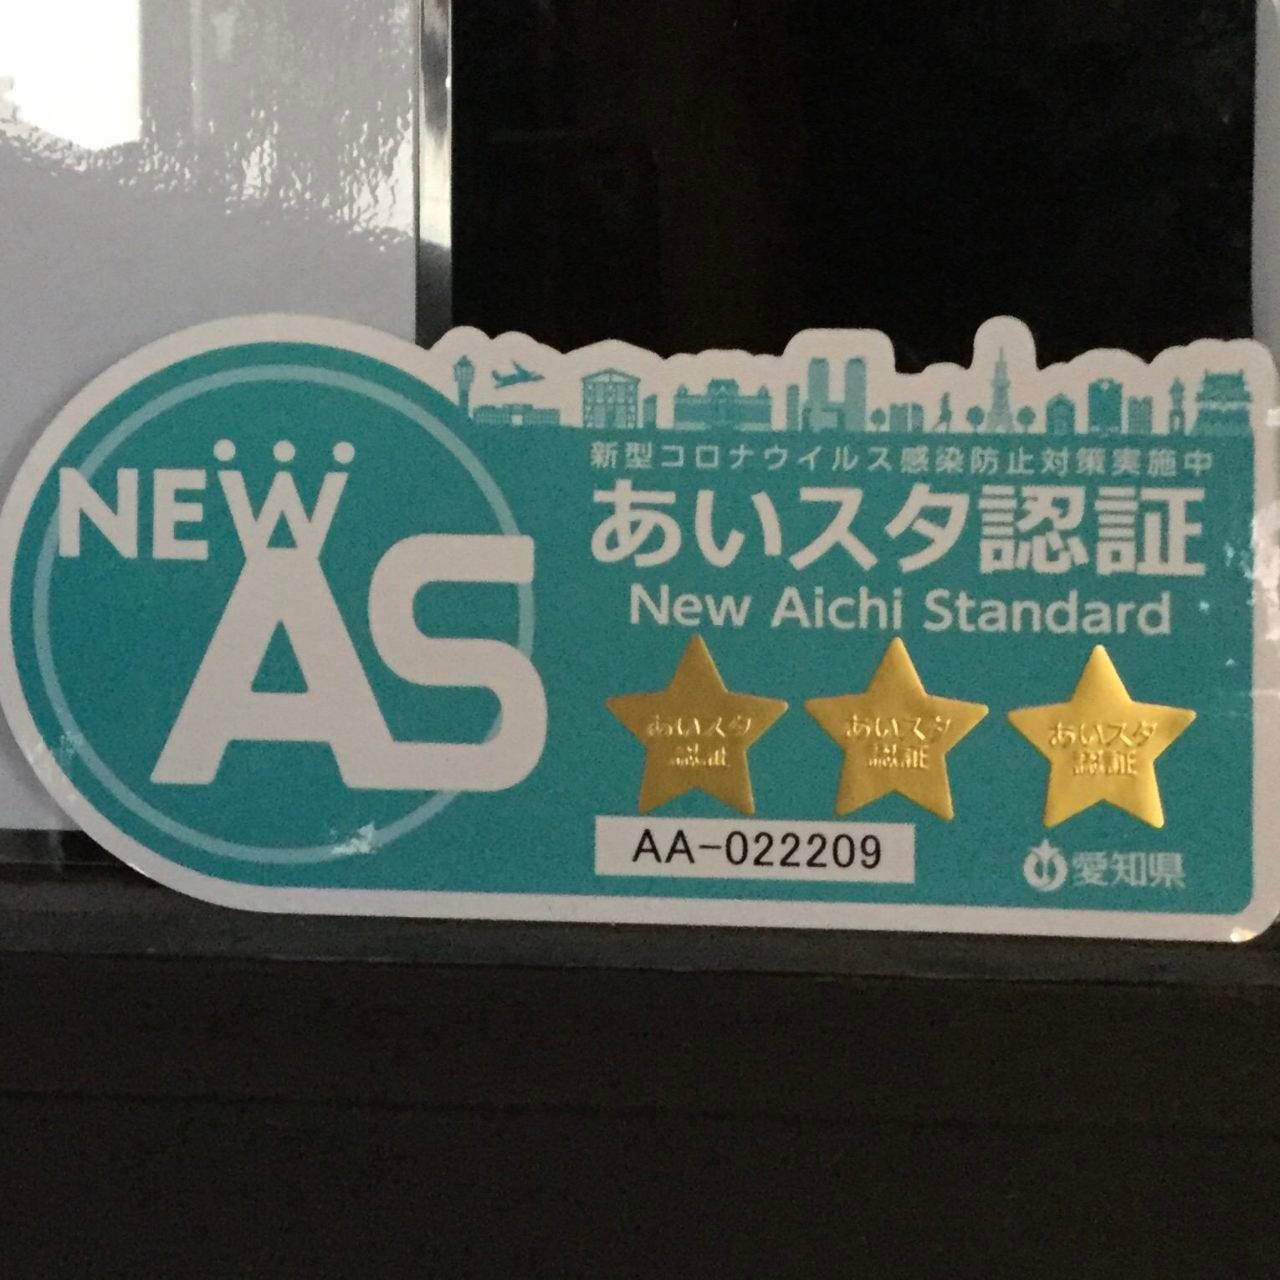 NEW
AS
新型コロナウイルス感染防止対策実施中
あいスタ認証
New Aichi Standard
あいスタ
認証
あいスタ
認証
あいスタ
認証
AA-022209
愛知県